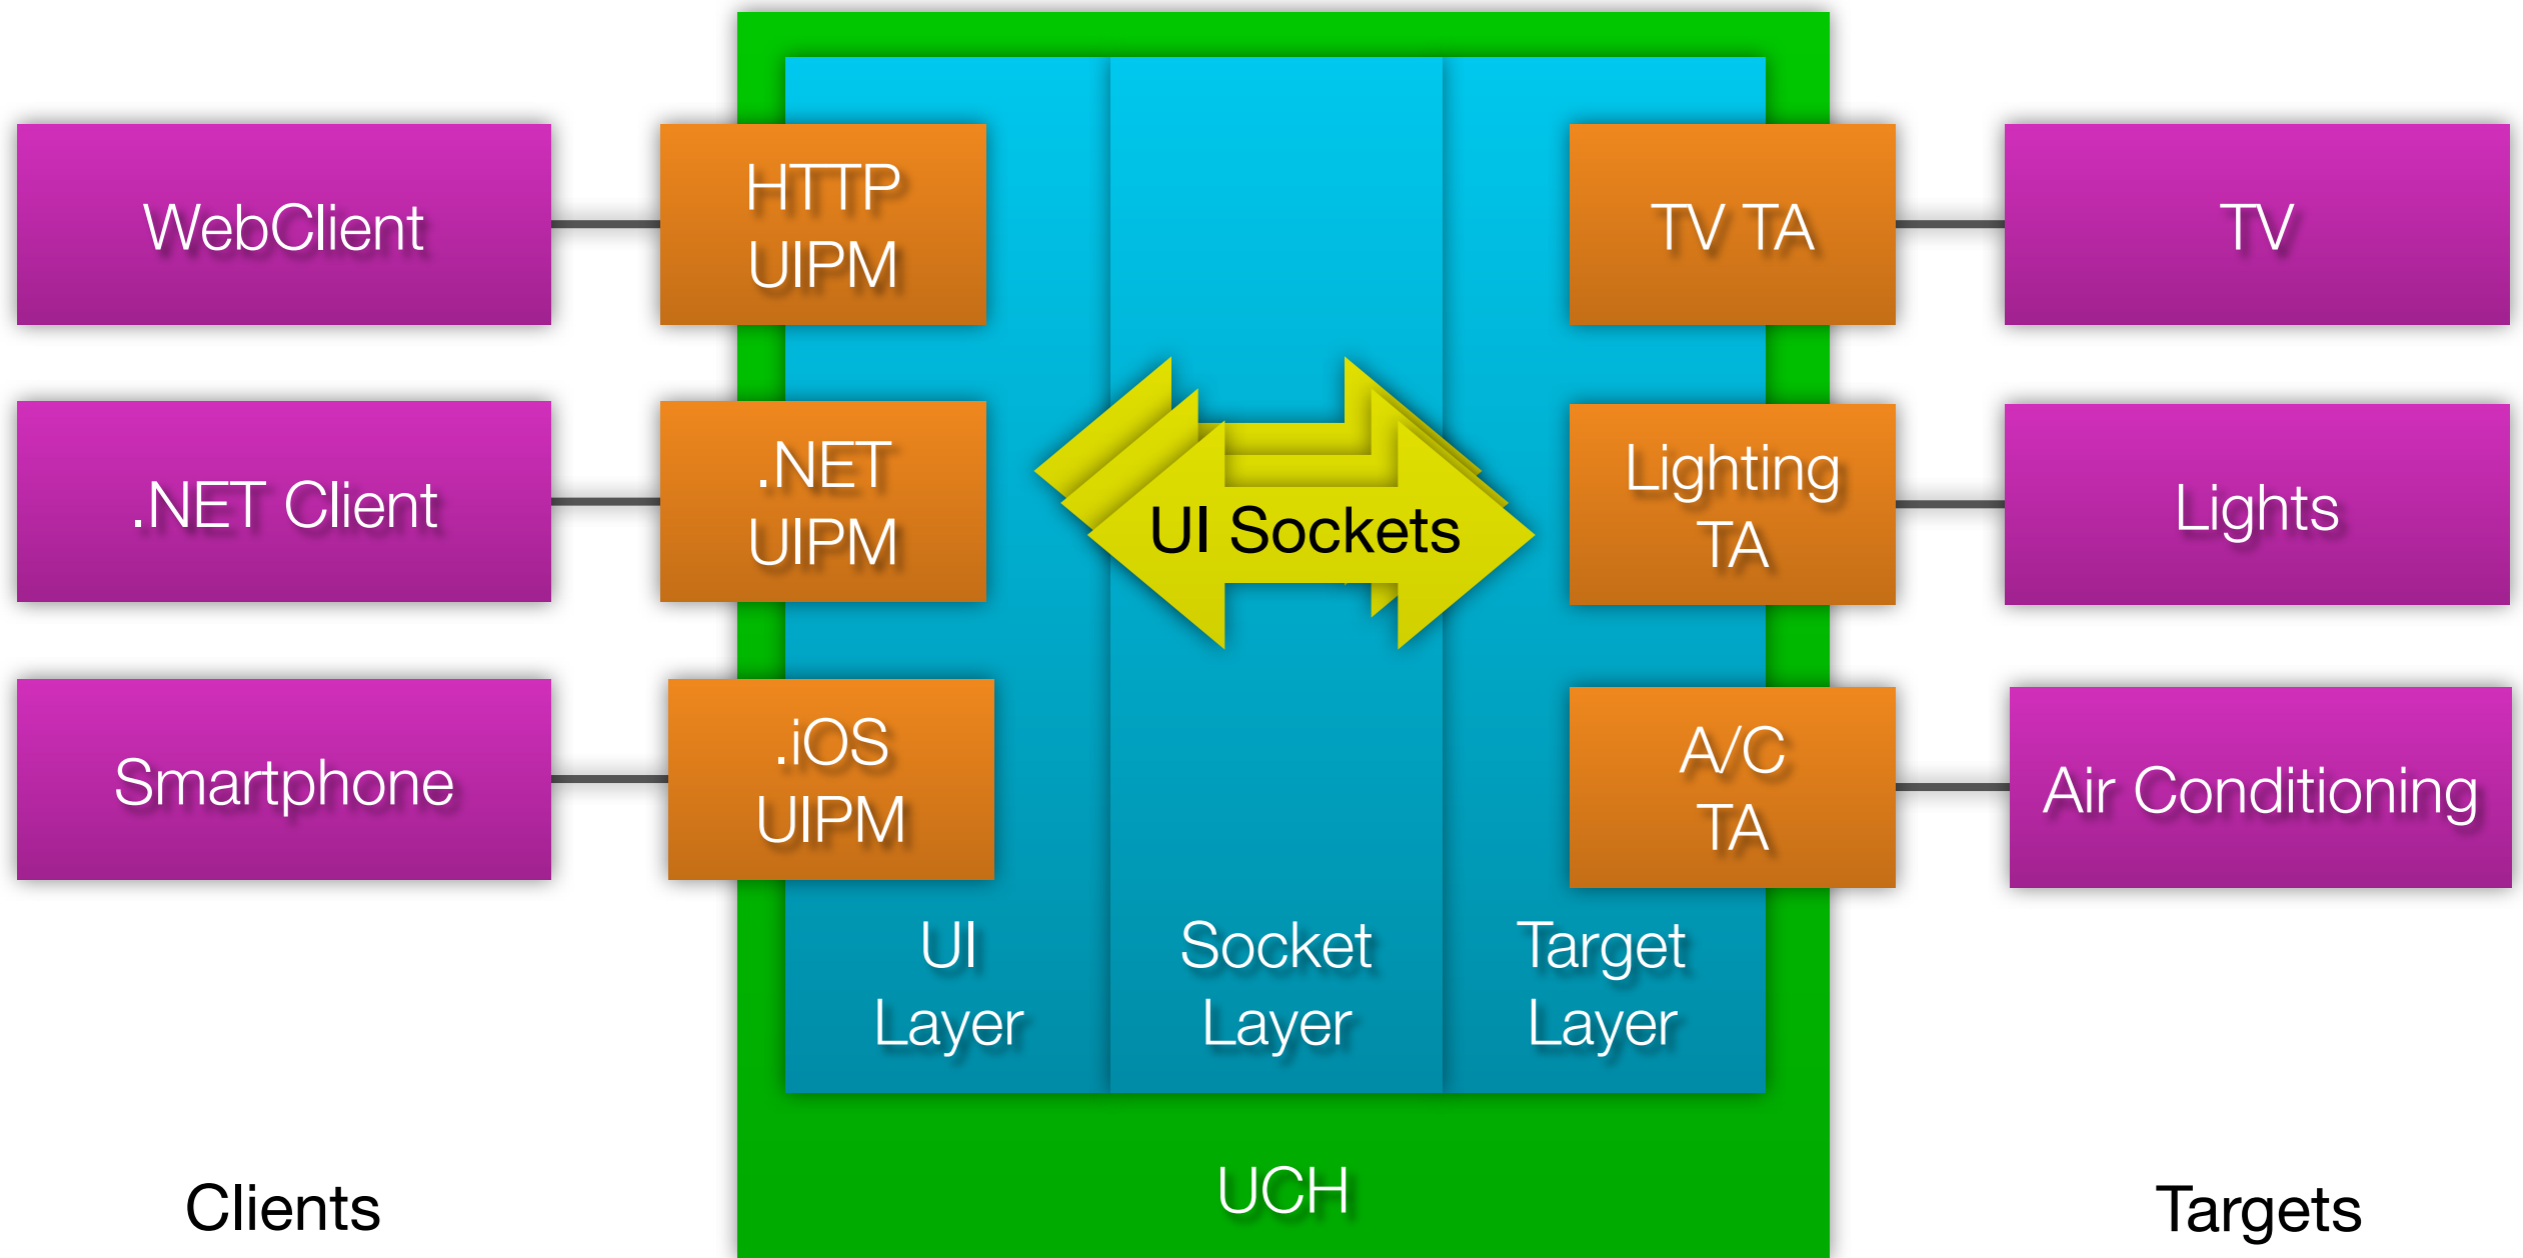 WebClient
HTTP
UIPM
TV TA
TV
.NET Client
.NET
UIPM
UI Sockets
Lighting
TA
Lights
Smartphone
.iOS
UIPM
A/C
TA
Air Conditioning
UI
Layer
Socket
Layer
Target
Layer
Clients
UCH
Targets